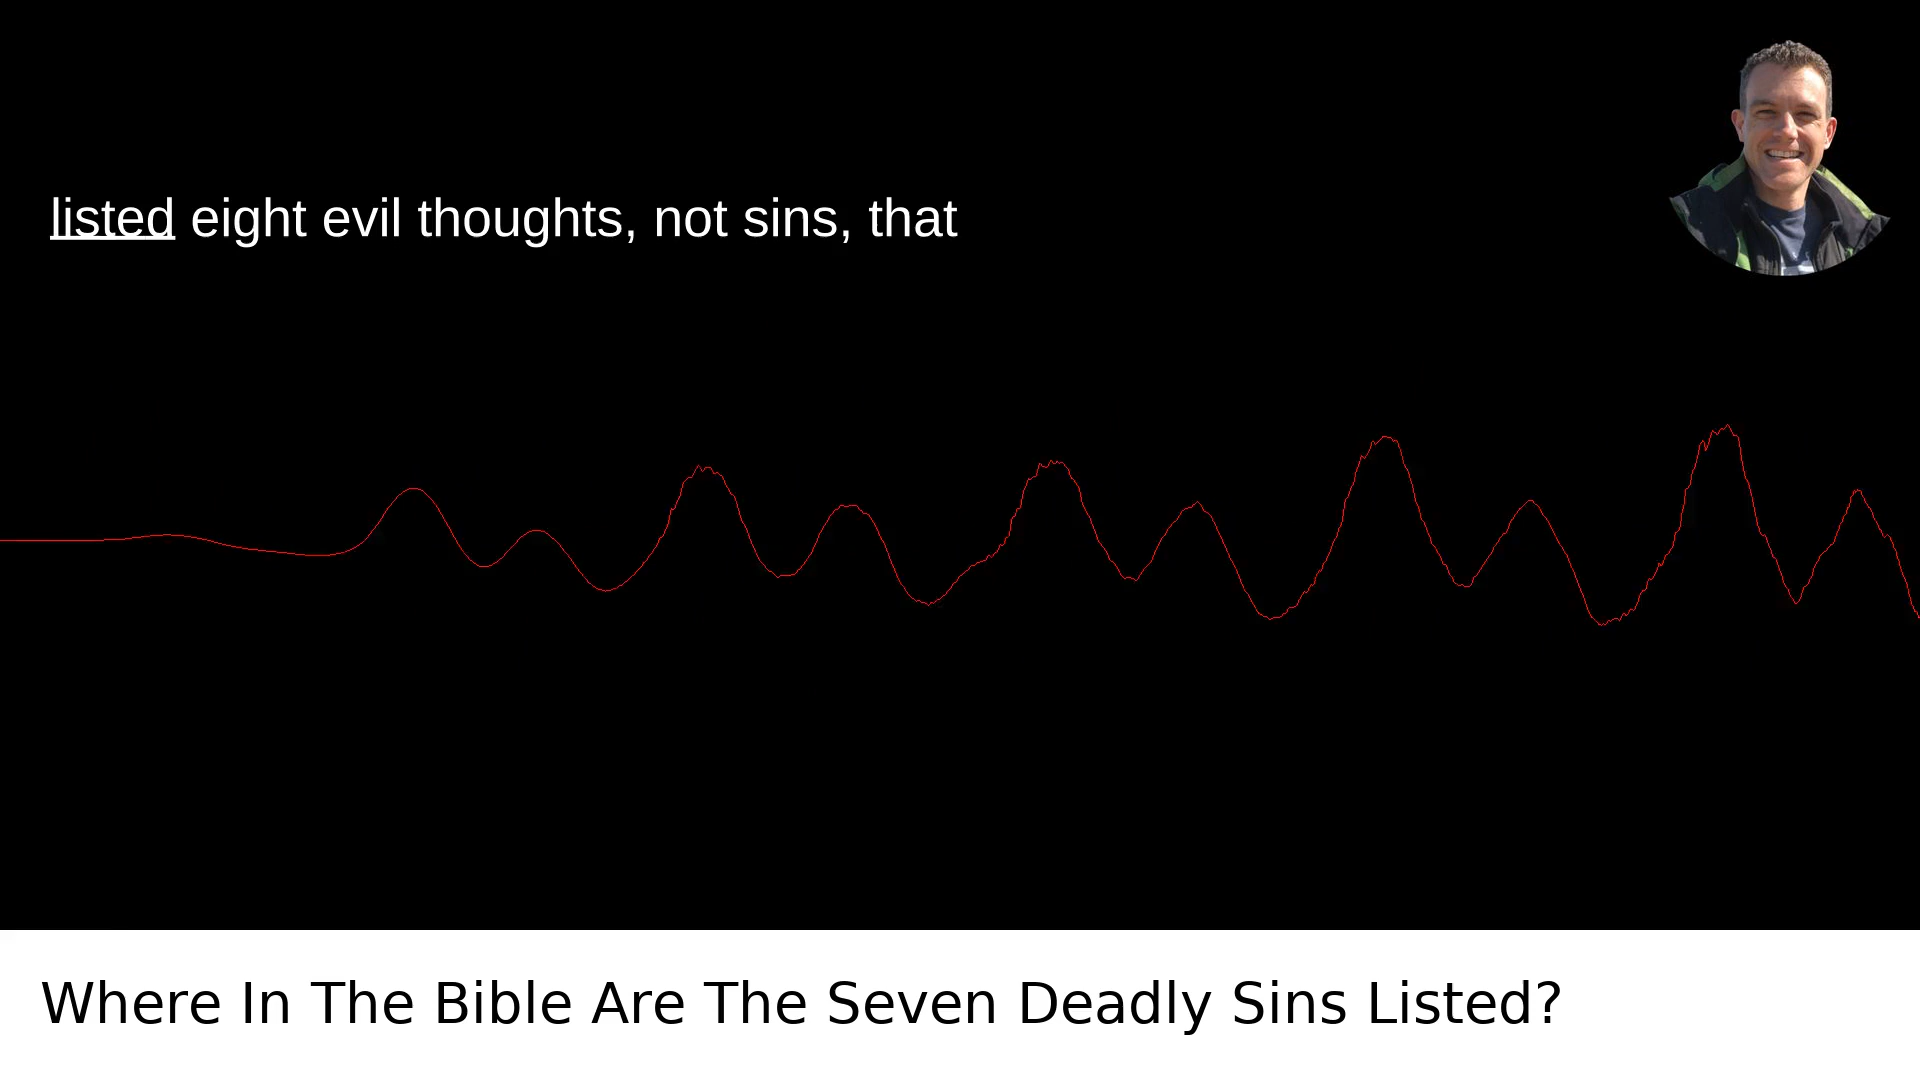 listed eight evil thoughts, not sins, that
Where In The Bible Are The Seven Deadly Sins Listed?